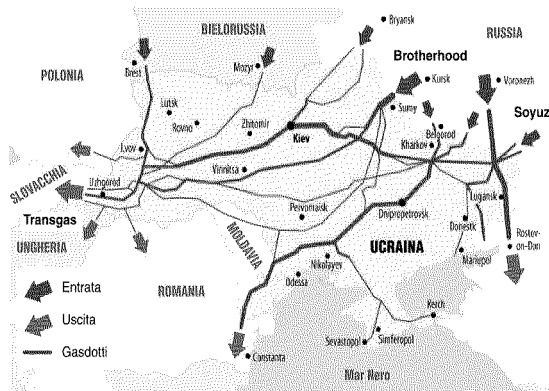 BIELORUSSIA
Bryansk
RUSSIA
POLONIA
Brest
Mozyr
Brotherhood
Kursk
Voronezh
Lutsk
Rovno
Zhitomir
Kiev
Sumy
Soyuz
Belgorod
Kharkov
Lvov
Vinnitsa
SLOVACCHIA
Uzhgorod
Lugansk
Transgas
Pervomaisk
Dnipropetrovsk
Donestk
Rostov-
on-Don
UNGHERIA
MOLDAVIA
UCRAINA
Mariepol
Nikolayev
Odessa
ROMANIA
Entrata
Uscita
Gasdotti
Kerch
Sevastopol
Simferopol
Constanta
Mar Nero